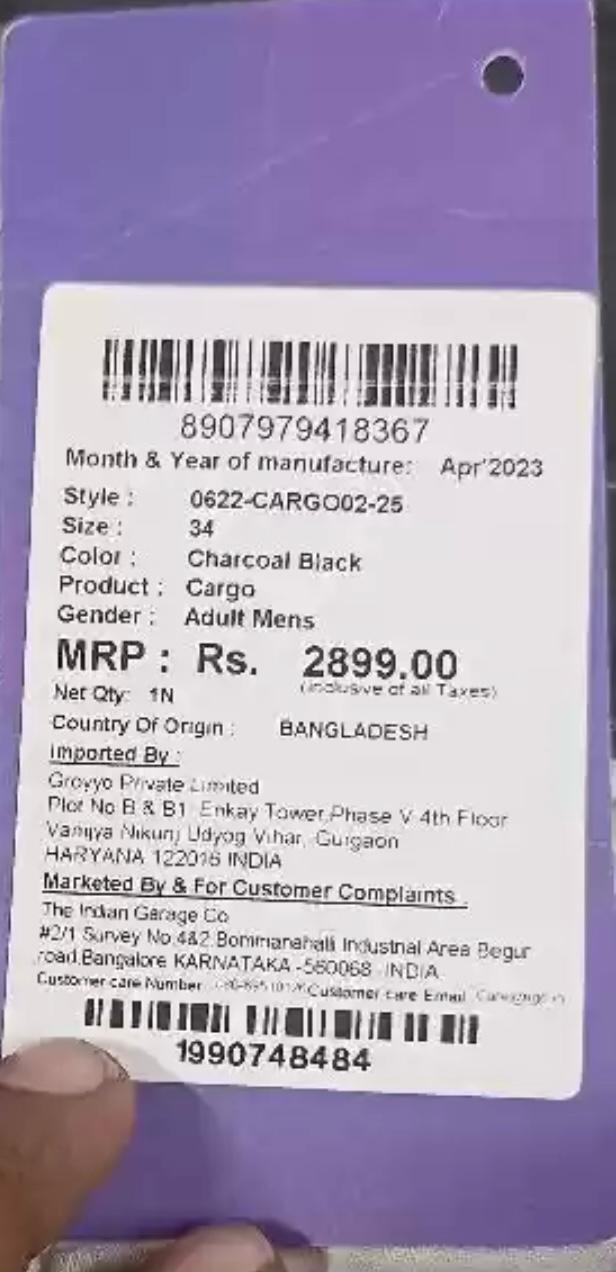 8907979418367
Month & Year of manufacture: Apr'2023
Style : 0622-CARGO02-25
Size : 34
Color : Charcoal Black
Product : Cargo
Gender : Adult Mens
MRP : Rs. 2899.00
(Inclusive of all Taxes)
Net Qty: 1N
Country Of Origin : BANGLADESH
Imported By :
Grovyo Private Limited
Plot No B & B1, Enkay Tower,Phase V 4th Floor
Vanijya Nikunj Udyog Vihar, Gurgaon
HARYANA 122016 INDIA
Marketed By & For Customer Complaints :
The Indian Garage Co
#2/1 Survey No 4&2 Bommanahalli Industrial Area Begur
road,Bangalore KARNATAKA -560068 INDIA
Customer care Number Customer care Email
1990748484